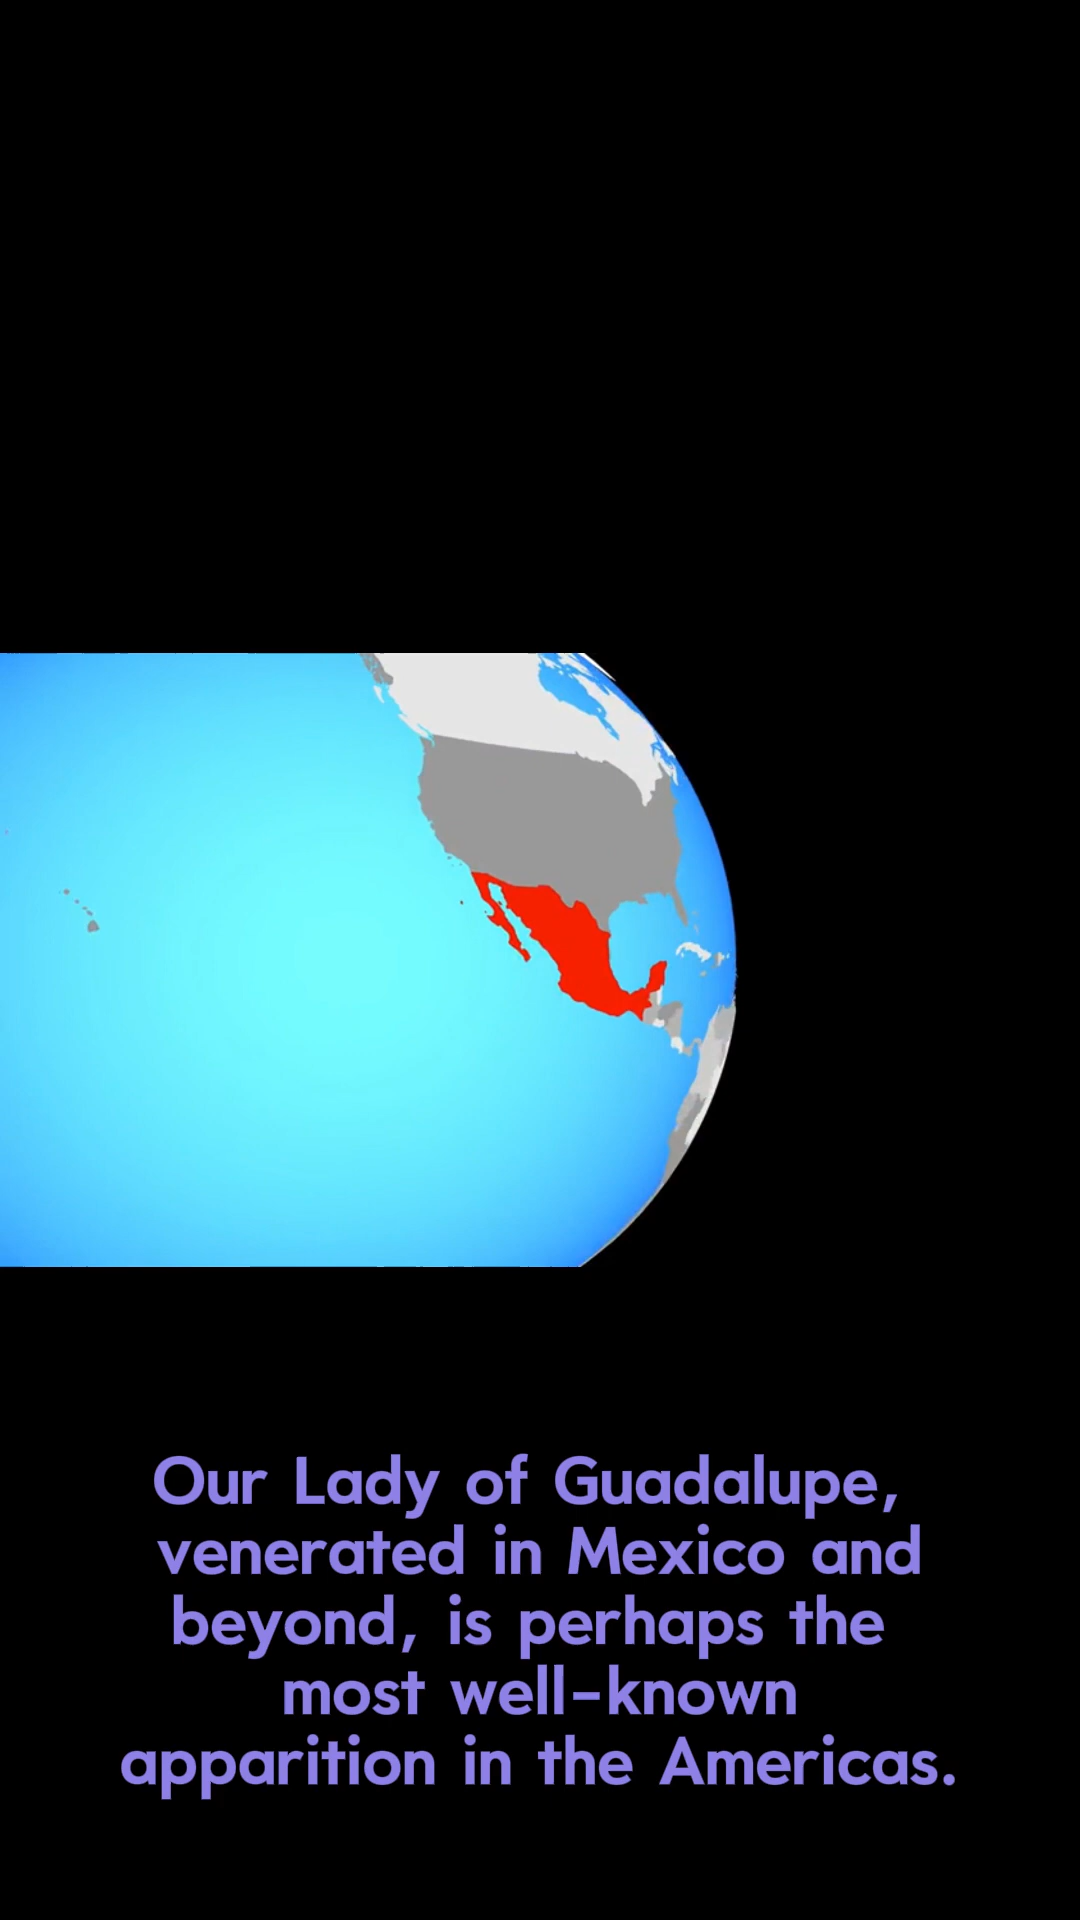 Our Lady of Guadalupe,
venerated in Mexico and
beyond, is perhaps the
most well-known
apparition in the Americas.